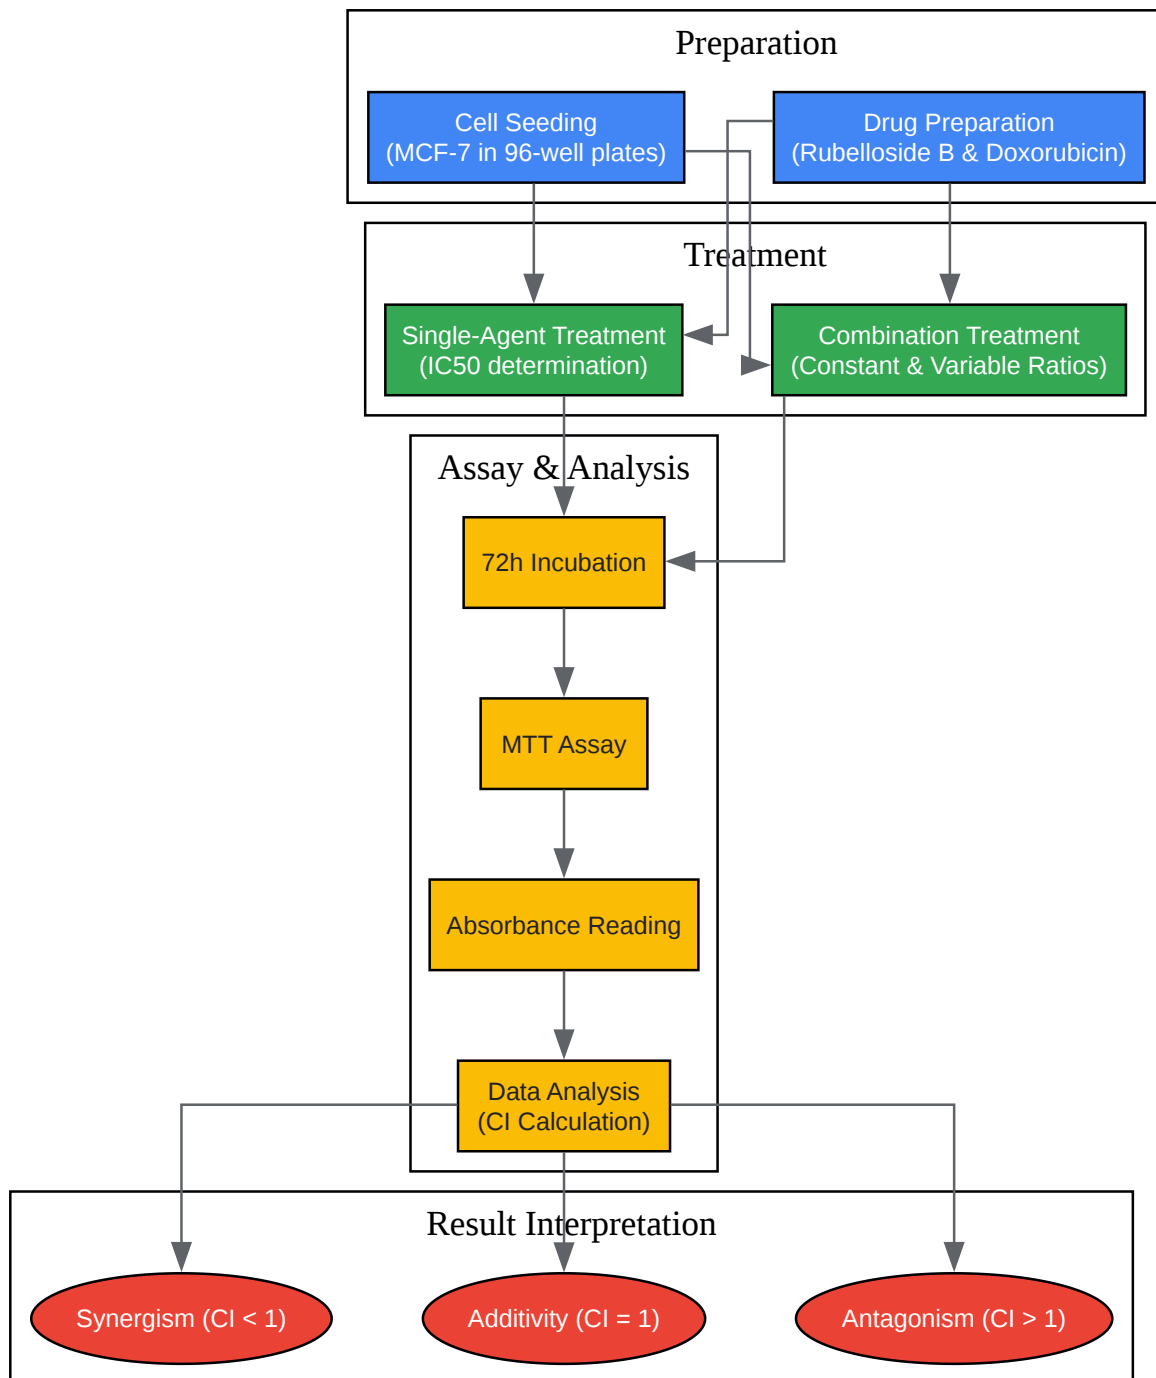 Preparation
Cell Seeding
(MCF-7 in 96-well plates)
Drug Preparation
(Rubelloside B & Doxorubicin)
Treatment
Single-Agent Treatment
(IC50 determination)
Combination Treatment
(Constant & Variable Ratios)
Assay & Analysis
72h Incubation
MTT Assay
Absorbance Reading
Data Analysis
(CI Calculation)
Result Interpretation
Synergism (CI < 1)
Additivity (CI = 1)
Antagonism (CI > 1)